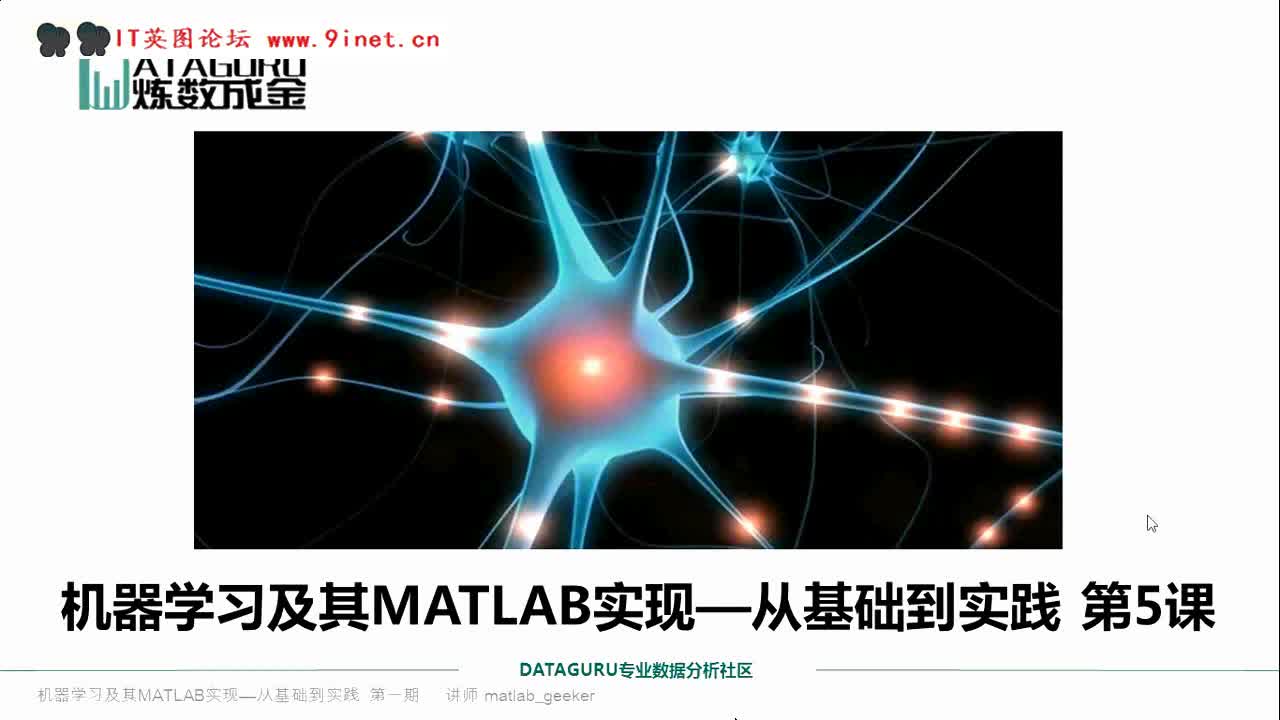 IT英图论坛 www.9inet.cn
ATAGURU
炼数成金
机器学习及其MATLAB实现—从基础到实践 第5课
DATAGURU专业数据分析社区
机器学习及其MATLAB实现—从基础到实践 第一期 讲师 matlab_geeker